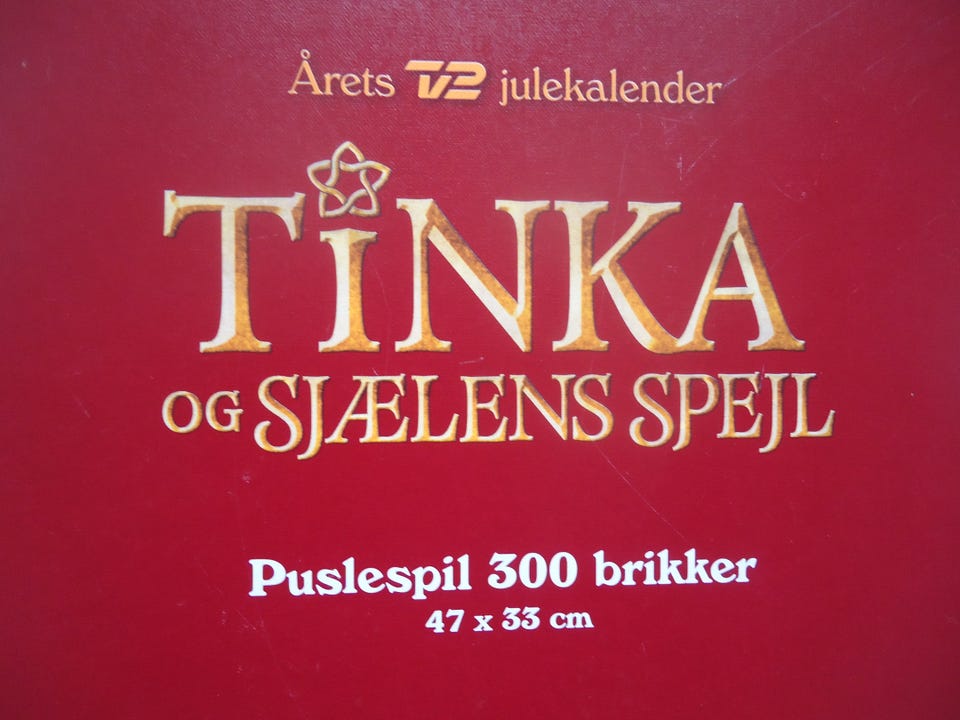 Årets TV2 julekalender
TiNKA
OG SJÆLENS SPEJL
Puslespil 300 brikker
47 x 33 cm